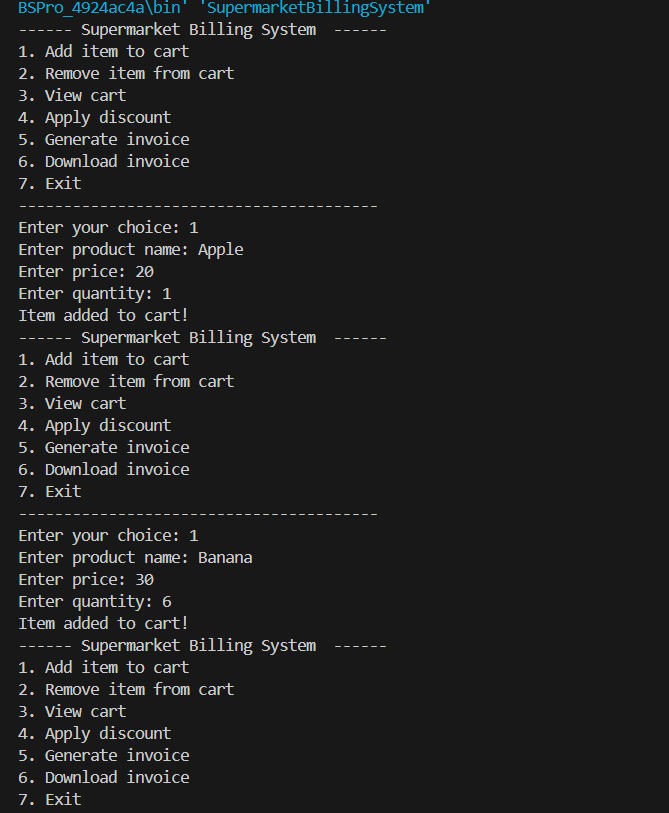 BSPro_4924ac4a\bin' 'SupermarketBillingSystem'
------ Supermarket Billing System  ------
1. Add item to cart
2. Remove item from cart
3. View cart
4. Apply discount
5. Generate invoice
6. Download invoice
7. Exit
----------------------------------------
Enter your choice: 1
Enter product name: Apple
Enter price: 20
Enter quantity: 1
Item added to cart!
------ Supermarket Billing System  ------
1. Add item to cart
2. Remove item from cart
3. View cart
4. Apply discount
5. Generate invoice
6. Download invoice
7. Exit
----------------------------------------
Enter your choice: 1
Enter product name: Banana
Enter price: 30
Enter quantity: 6
Item added to cart!
------ Supermarket Billing System  ------
1. Add item to cart
2. Remove item from cart
3. View cart
4. Apply discount
5. Generate invoice
6. Download invoice
7. Exit